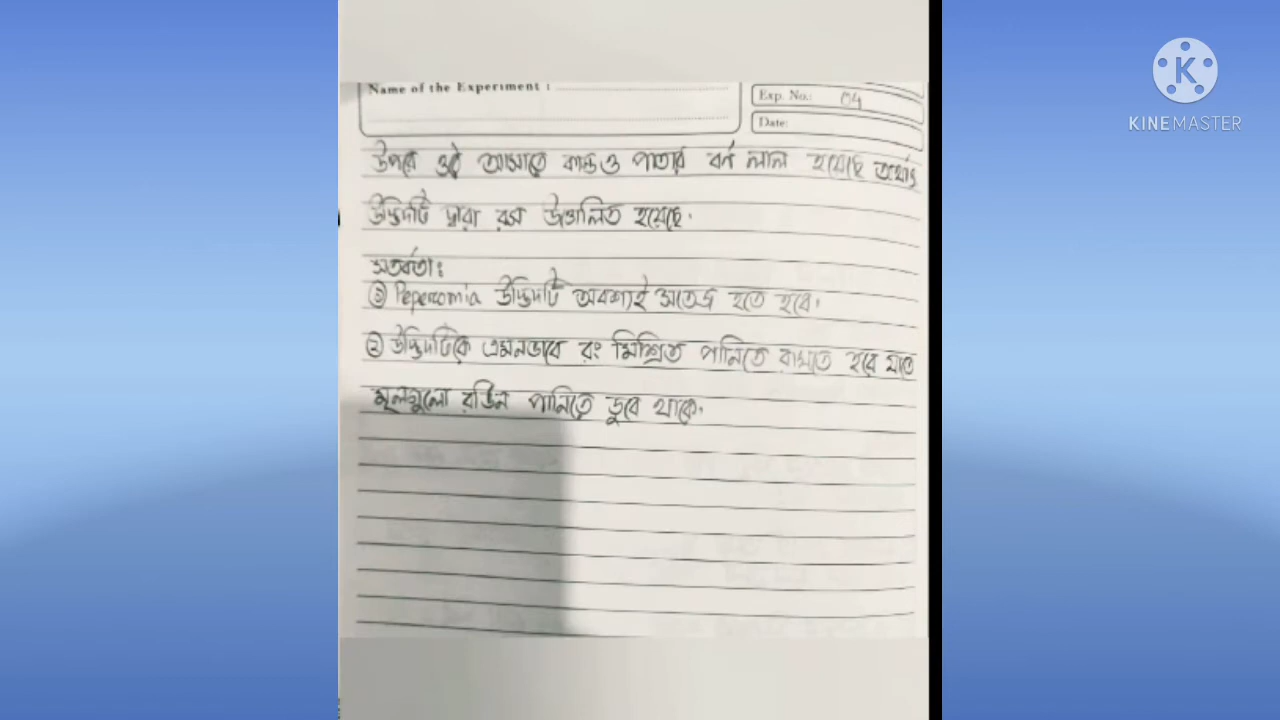 Name of the Experiment :
Exp. No.: 04
Date:
উপরে ওঠে আসাতে কান্ড ও পাতার বর্ণ লাল হয়েছে অর্থাৎ
উদ্ভিদটি দ্বারা রস উত্তোলিত হয়েছে।
সতর্কতাঃ
① Peperomia উদ্ভিদটি অবশ্যই সতেজ হতে হবে।
② উদ্ভিদটিকে এমনভাবে রং মিশ্রিত পানিতে রাখতে হবে যাতে
মূলগুলো রঙিন পানিতে ডুবে থাকে।
K
KINEMASTER